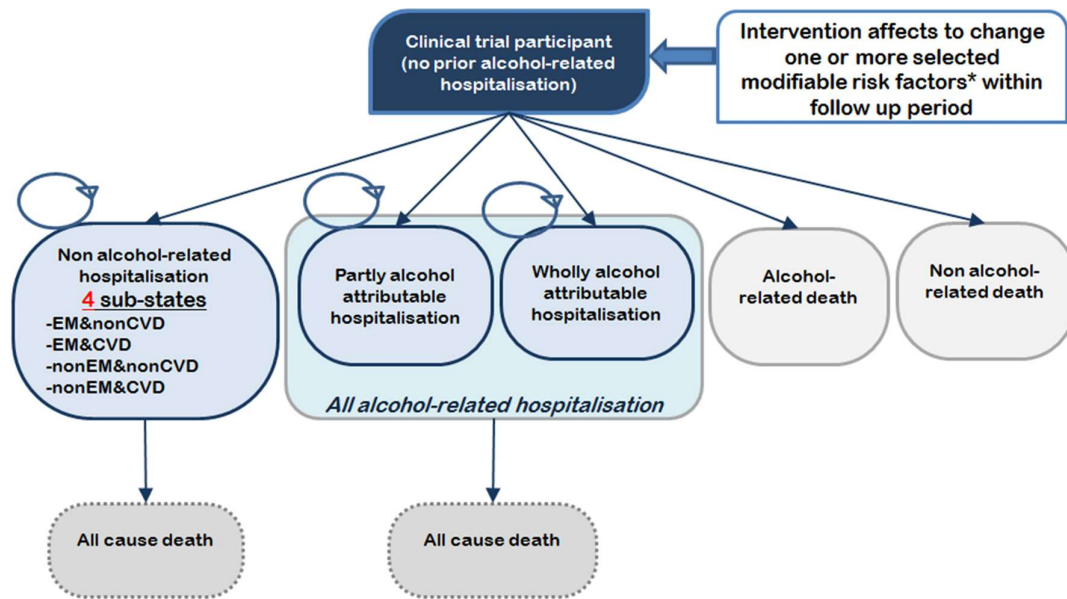 Clinical trial participant
(no prior alcohol-related
hospitalisation)
Intervention affects to change
one or more selected
modifiable risk factors* within
follow up period
Non alcohol-related
hospitalisation
4 sub-states
-EM&nonCVD
-EM&CVD
-nonEM&nonCVD
-nonEM&CVD
Partly alcohol
attributable
hospitalisation
Wholly alcohol
attributable
hospitalisation
All alcohol-related hospitalisation
Alcohol-
related death
Non alcohol-
related death
All cause death
All cause death